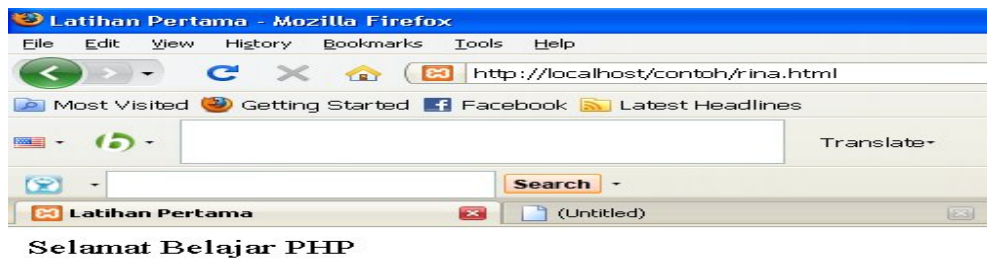 Latihan Pertama - Mozilla Firefox
File Edit View History Bookmarks Tools Help
http://localhost/contoh/rina.html
Most Visited Getting Started Facebook Latest Headlines
Translate
Search
Latihan Pertama (Untitled)
Selamat Belajar PHP